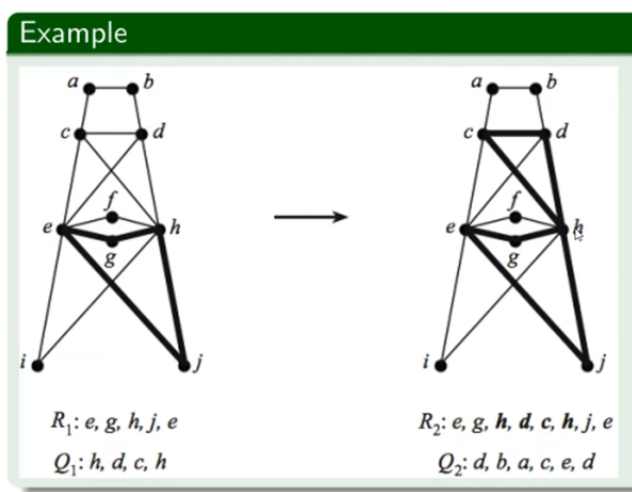 Example
a b a b
c d c d
f f
e h e h
g g
i j i j
R₁: e, g, h, j, e R₂: e, g, h, d, c, h, j, e
Q₁: h, d, c, h Q₂: d, b, a, c, e, d